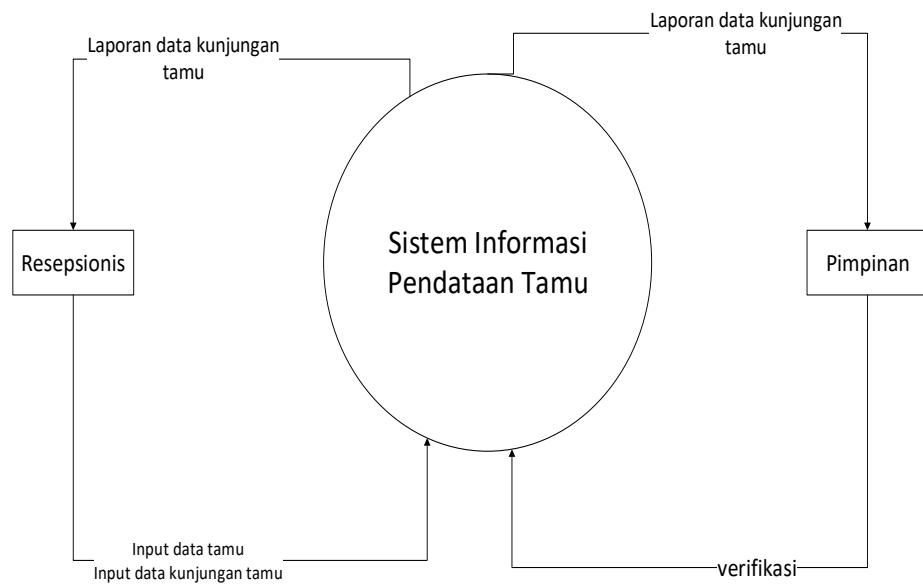 Laporan data kunjungan
tamu
Laporan data kunjungan
tamu
Resepsionis
Sistem Informasi
Pendataan Tamu
Pimpinan
Input data tamu
Input data kunjungan tamu
verifikasi